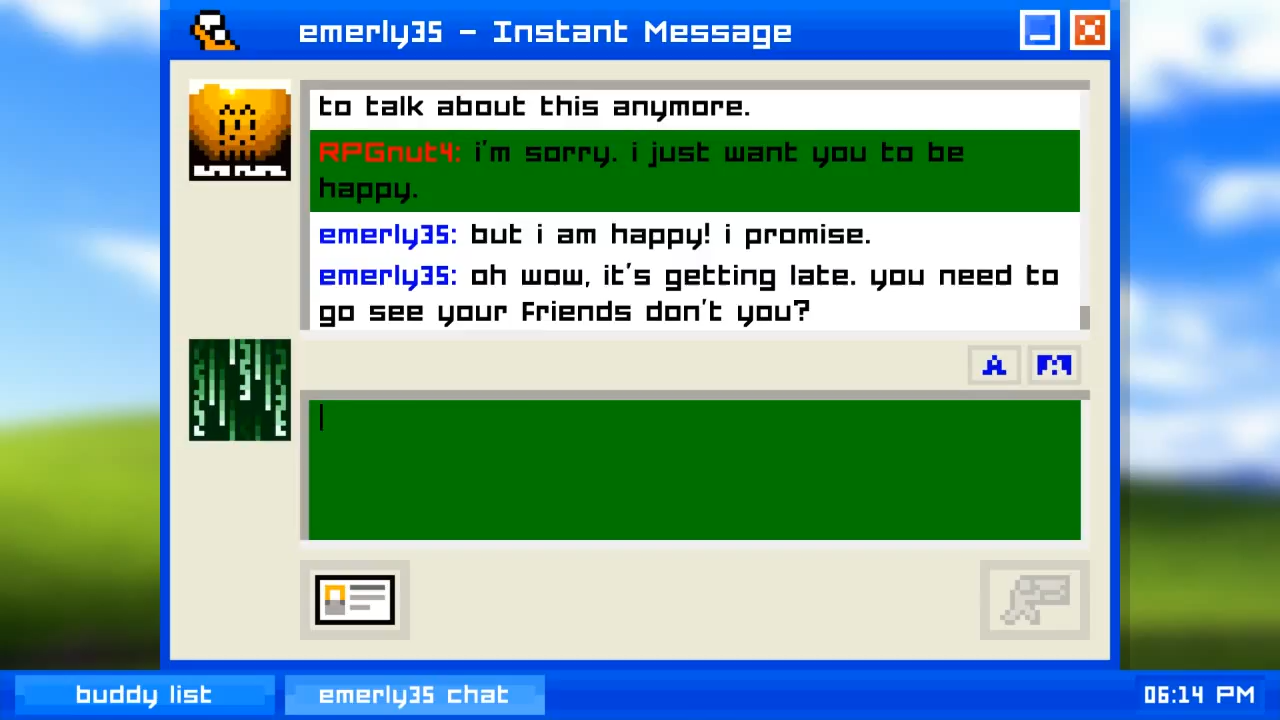 emerly35 - Instant Message
to talk about this anymore.
RPGnut4: i'm sorry. i just want you to be
happy.
emerly35: but i am happy! i promise.
emerly35: oh wow, it's getting late. you need to
go see your friends don't you?
A
buddy list
emerly35 chat
06:14 PM